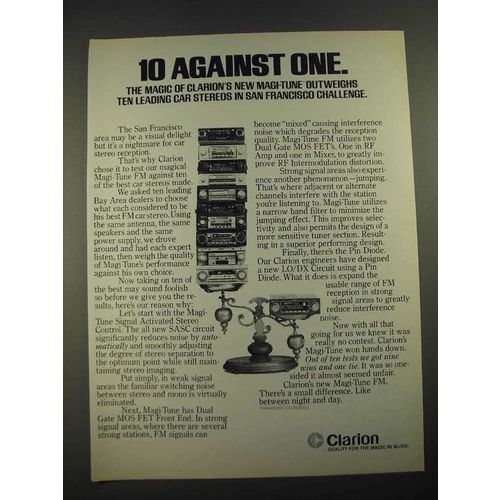 10 AGAINST ONE.
THE MAGIC OF CLARION'S NEW MAGI-TUNE OUTWEIGHS
TEN LEADING CAR STEREOS IN SAN FRANCISCO CHALLENGE.
The San Francisco
area may be a visual delight
but it's a nightmare for car
stereo reception.
That's why Clarion
chose it to test our magical
Magi-Tune FM against ten
of the best car stereos made.
We asked ten leading
Bay Area dealers to choose
what each considered to be
his best FM car stereo. Using
the same antenna, the same
speakers and the same
power supply, we drove
around and had each expert
listen, then weigh the quality
of Magi-Tune's performance
against his own choice.
Now taking on ten of
the best may sound foolish
so before we give you the re-
sults, here's our reason why:
Let's start with the Magi-
Tune Signal Activated Stereo
Control. The all new SASC circuit
significantly reduces noise by auto-
matically and smoothly adjusting
the degree of stereo separation to
the optimum point while still main-
taining stereo imaging.
Put simply, in weak signal
areas the familiar switching noise
between stereo and mono is virtually
eliminated.
Next, Magi-Tune has Dual
Gate MOS FET Front End. In strong
signal areas, where there are several
strong stations, FM signals can
become "mixed" causing interference
noise which degrades the reception
quality. Magi-Tune FM utilizes two
Dual Gate MOS FET's. One in RF
Amp and one in Mixer, to greatly im-
prove RF Intermodulation distortion.
Strong signal areas also experi-
ence another phenomenon—jumping.
That's where adjacent or alternate
channels interfere with the station
you're listening to. Magi-Tune utilizes
a narrow band filter to minimize the
jumping effect. This improves selec-
tivity and also permits the design of a
more sensitive tuner section. Result-
ing in a superior performing design.
Finally, there's the Pin Diode.
Our Clarion engineers have designed
a new LO/DX Circuit using a Pin
Diode. What it does is expand the
usable range of FM
reception in strong
signal areas to greatly
reduce interference
noise.
Now with all that
going for us we knew it was
really no contest. Clarion's
Magi-Tune won hands down.
Out of ten tests we got nine
wins and one tie. It was so one-
sided it almost seemed unfair.
Clarion's new Magi-Tune FM.
There's a small difference. Like
between night and day.
Clarion
QUALITY FOR THE MAGIC IN MUSIC.